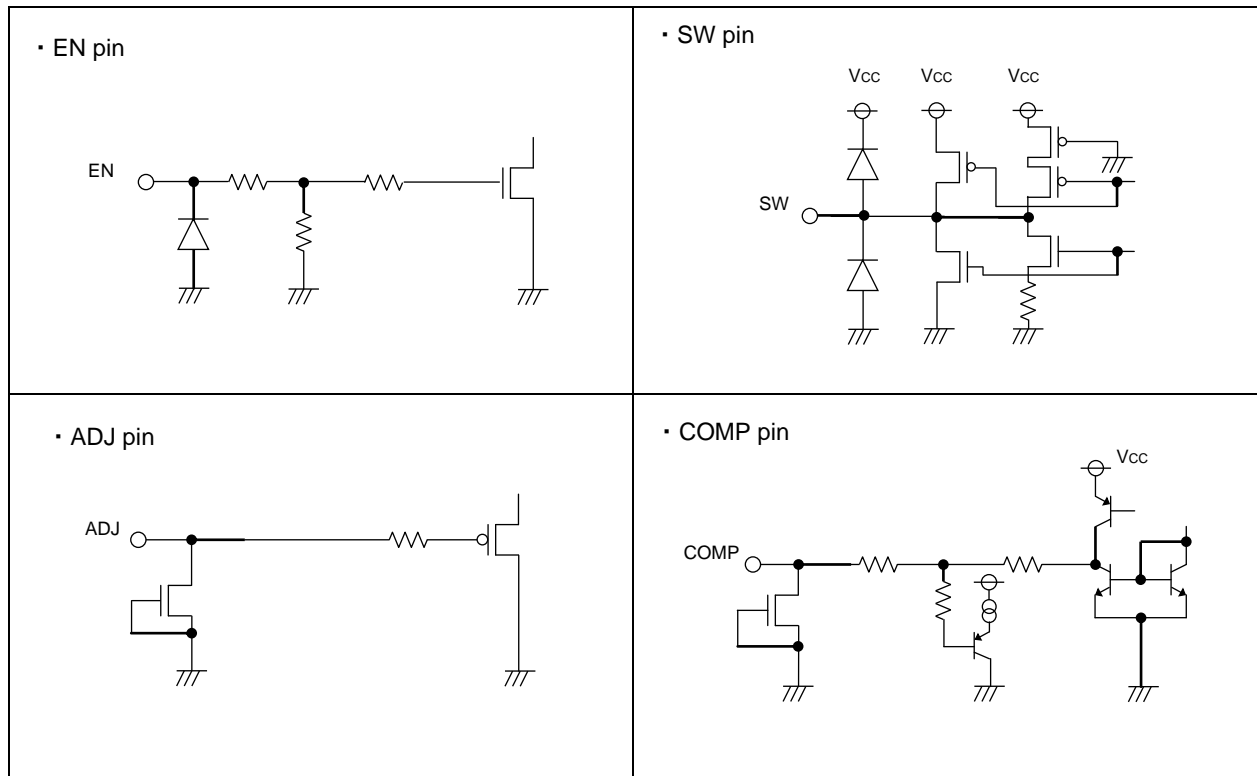 ・EN pin
EN
・SW pin
VCC VCC VCC
SW
・ADJ pin
ADJ
・COMP pin
VCC
COMP